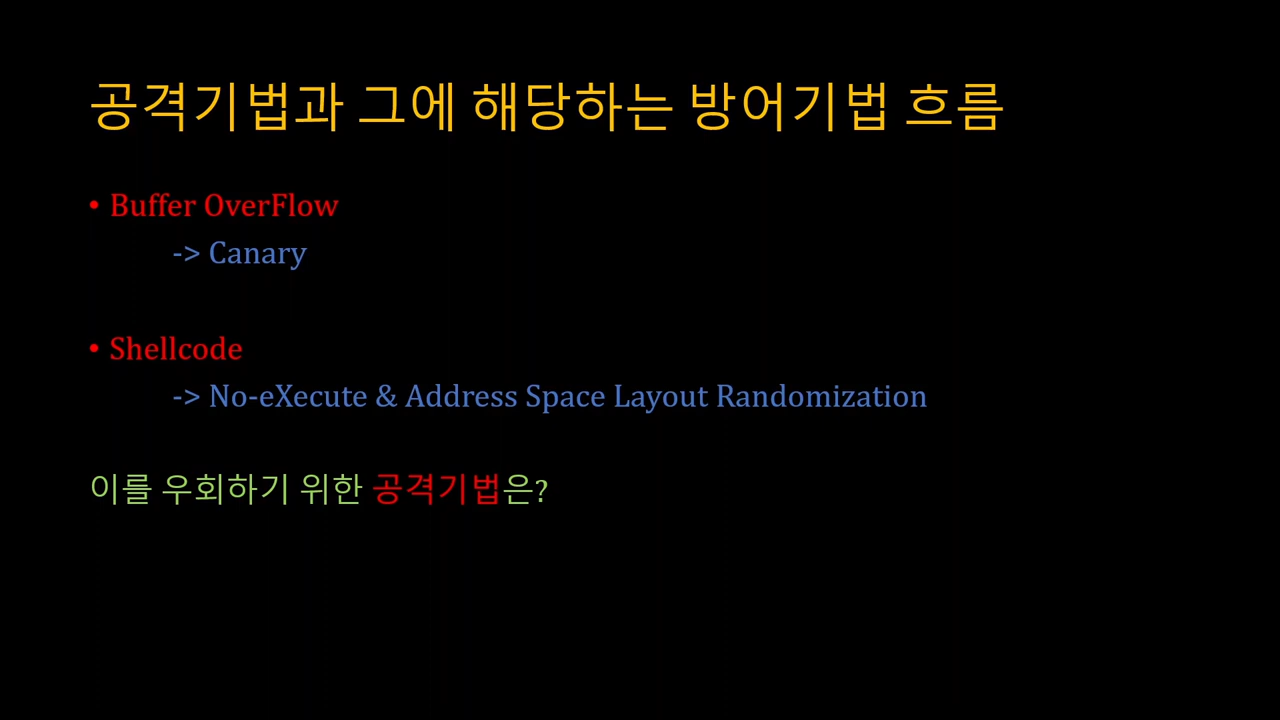 공격기법과 그에 해당하는 방어기법 흐름
• Buffer OverFlow
-> Canary
• Shellcode
-> No-eXecute & Address Space Layout Randomization
이를 우회하기 위한 공격기법은?